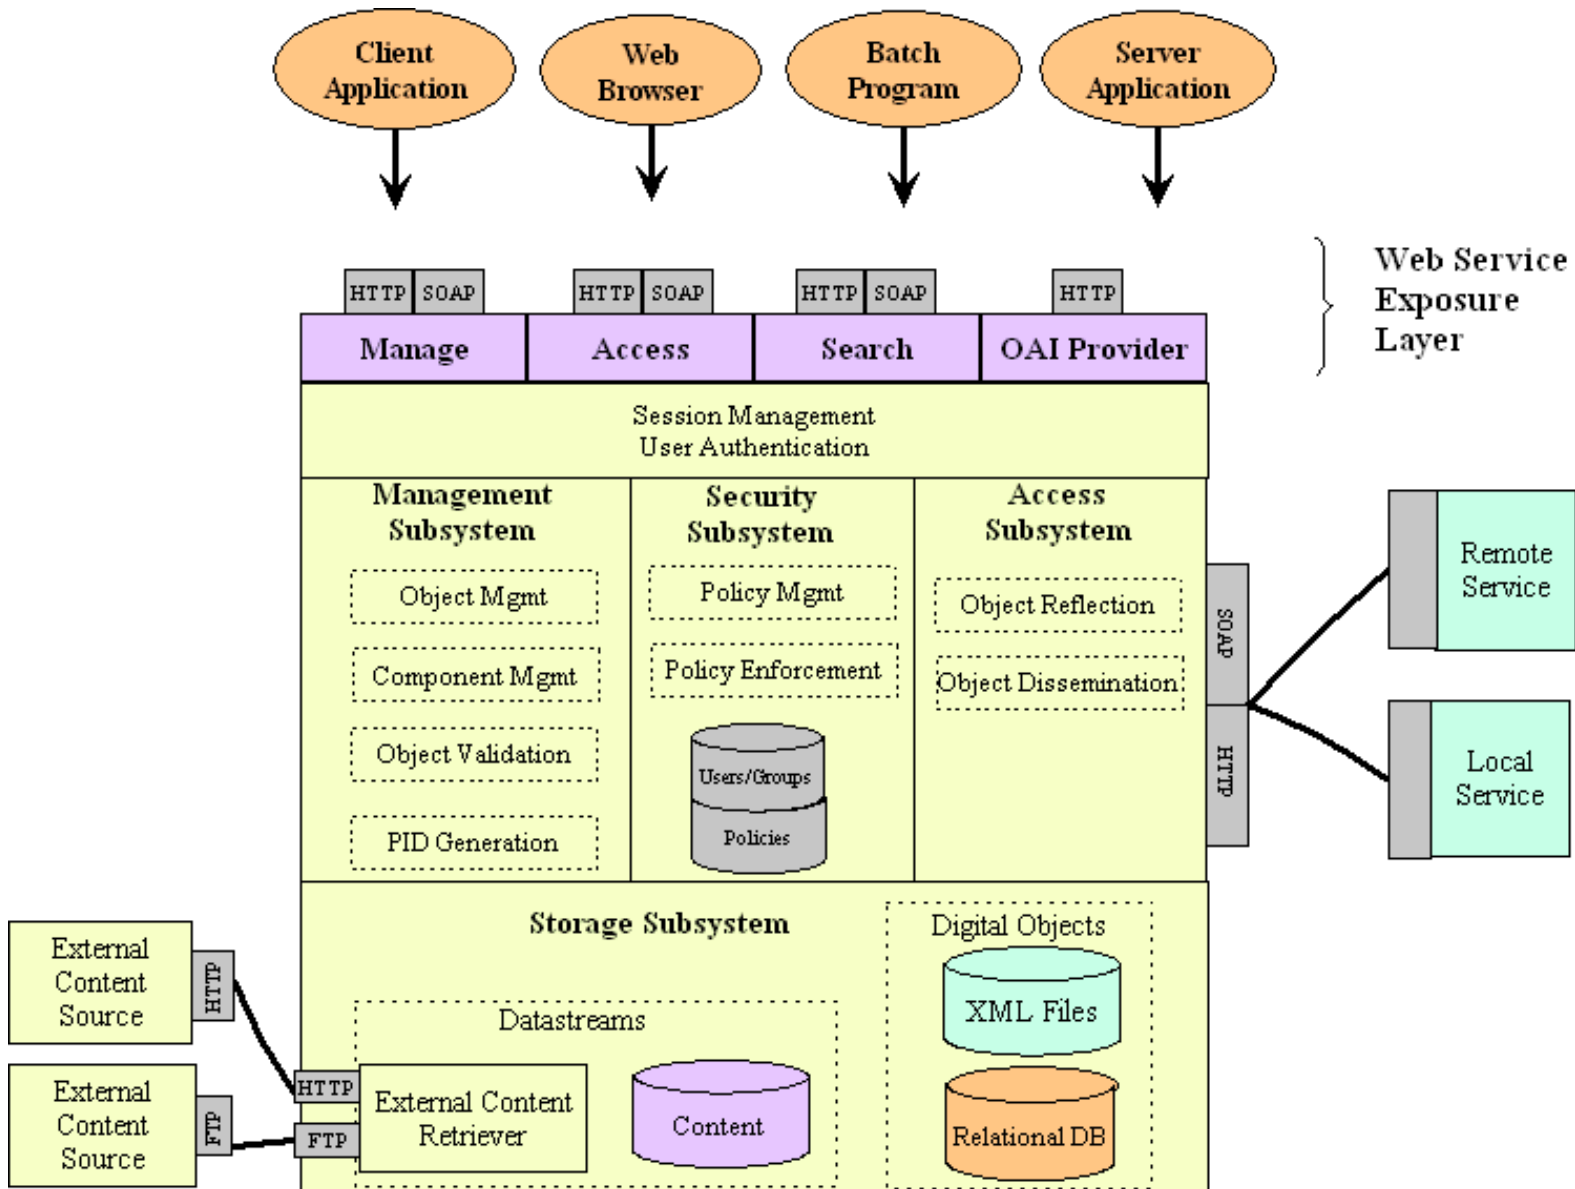 Client
Application
Web
Browser
Batch
Program
Server
Application
Web Service
Exposure
Layer
HTTP SOAP
HTTP SOAP
HTTP SOAP
HTTP
Manage
Access
Search
OAI Provider
Session Management
User Authentication
Management
Subsystem
Object Mgmt
Component Mgmt
Object Validation
PID Generation
Security
Subsystem
Policy Mgmt
Policy Enforcement
Users/Groups
Policies
Access
Subsystem
Object Reflection
Object Dissemination
SOAP
HTTP
Remote
Service
Local
Service
Storage Subsystem
External
Content
Source
HTTP
External
Content
Source
FTP
HTTP
FTP
Datastreams
External Content
Retriever
Content
Digital Objects
XML Files
Relational DB